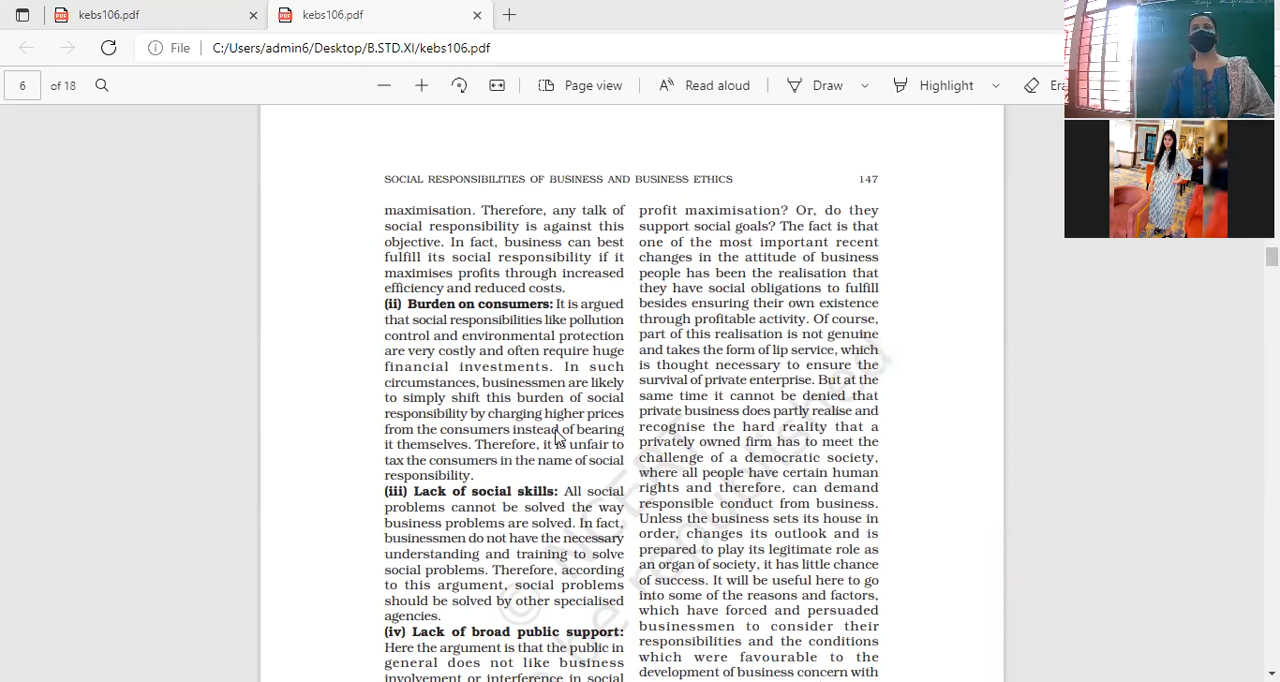 kebs106.pdf
kebs106.pdf
File
C:/Users/admin6/Desktop/B.STD.XI/kebs106.pdf
6 of 18
Page view
Read aloud
Draw
Highlight
SOCIAL RESPONSIBILITIES OF BUSINESS AND BUSINESS ETHICS
147
maximisation. Therefore, any talk of
social responsibility is against this
objective. In fact, business can best
fulfill its social responsibility if it
maximises profits through increased
efficiency and reduced costs.
(ii) Burden on consumers: It is argued
that social responsibilities like pollution
control and environmental protection
are very costly and often require huge
financial investments. In such
circumstances, businessmen are likely
to simply shift this burden of social
responsibility by charging higher prices
from the consumers instead of bearing
it themselves. Therefore, it is unfair to
tax the consumers in the name of social
responsibility.
(iii) Lack of social skills: All social
problems cannot be solved the way
business problems are solved. In fact,
businessmen do not have the necessary
understanding and training to solve
social problems. Therefore, according
to this argument, social problems
should be solved by other specialised
agencies.
(iv) Lack of broad public support:
Here the argument is that the public in
general does not like business
involvement or interference in social
profit maximisation? Or, do they
support social goals? The fact is that
one of the most important recent
changes in the attitude of business
people has been the realisation that
they have social obligations to fulfill
besides ensuring their own existence
through profitable activity. Of course,
part of this realisation is not genuine
and takes the form of lip service, which
is thought necessary to ensure the
survival of private enterprise. But at the
same time it cannot be denied that
private business does partly realise and
recognise the hard reality that a
privately owned firm has to meet the
challenge of a democratic society,
where all people have certain human
rights and therefore, can demand
responsible conduct from business.
Unless the business sets its house in
order, changes its outlook and is
prepared to play its legitimate role as
an organ of society, it has little chance
of success. It will be useful here to go
into some of the reasons and factors,
which have forced and persuaded
businessmen to consider their
responsibilities and the conditions
which were favourable to the
development of business concern with
© NCERT